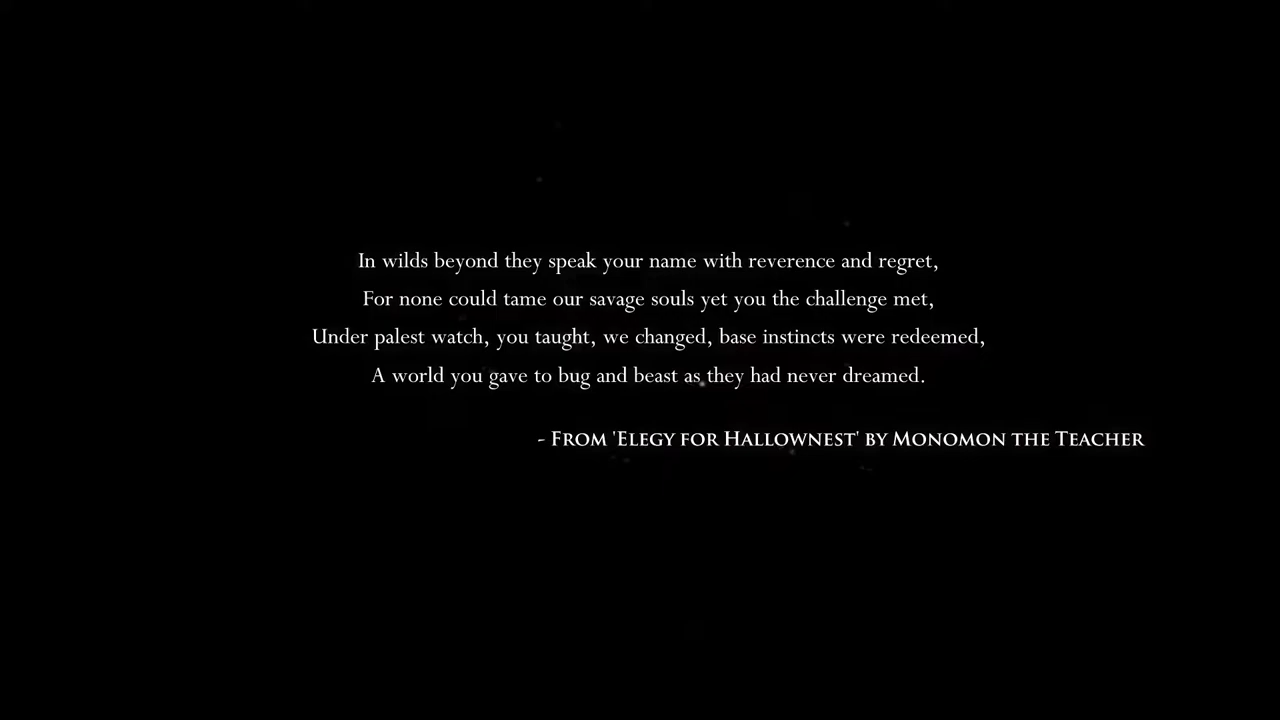 In wilds beyond they speak your name with reverence and regret,
For none could tame our savage souls yet you the challenge met,
Under palest watch, you taught, we changed, base instincts were redeemed,
A world you gave to bug and beast as they had never dreamed.
- From 'Elegy for Hallownest' by Monomon the Teacher